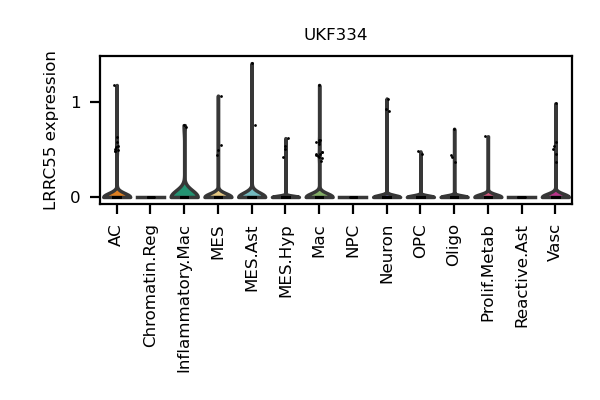 UKF334
LRRC55 expression
1
0
AC
Chromatin.Reg
Inflammatory.Mac
MES
MES.Ast
MES.Hyp
Mac
NPC
Neuron
OPC
Oligo
Prolif.Metab
Reactive.Ast
Vasc